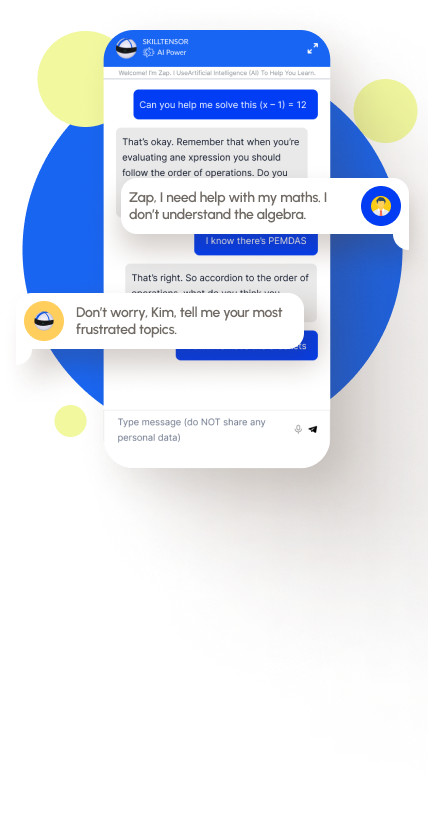 SKILLTENSOR
AI Power
Welcome! I'm Zap. I UseArtificial Intelligence (AI) To Help You Learn.
Can you help me solve this (x – 1) = 12
That's okay. Remember that when you're
evaluating ane xpression you should
follow the order of operations. Do you
Zap, I need help with my maths. I
don't understand the algebra.
I know there's PEMDAS
That's right. So accordion to the order of
operations, what do you think you
Don't worry, Kim, tell me your most
frustrated topics.
Type message (do NOT share any
personal data)